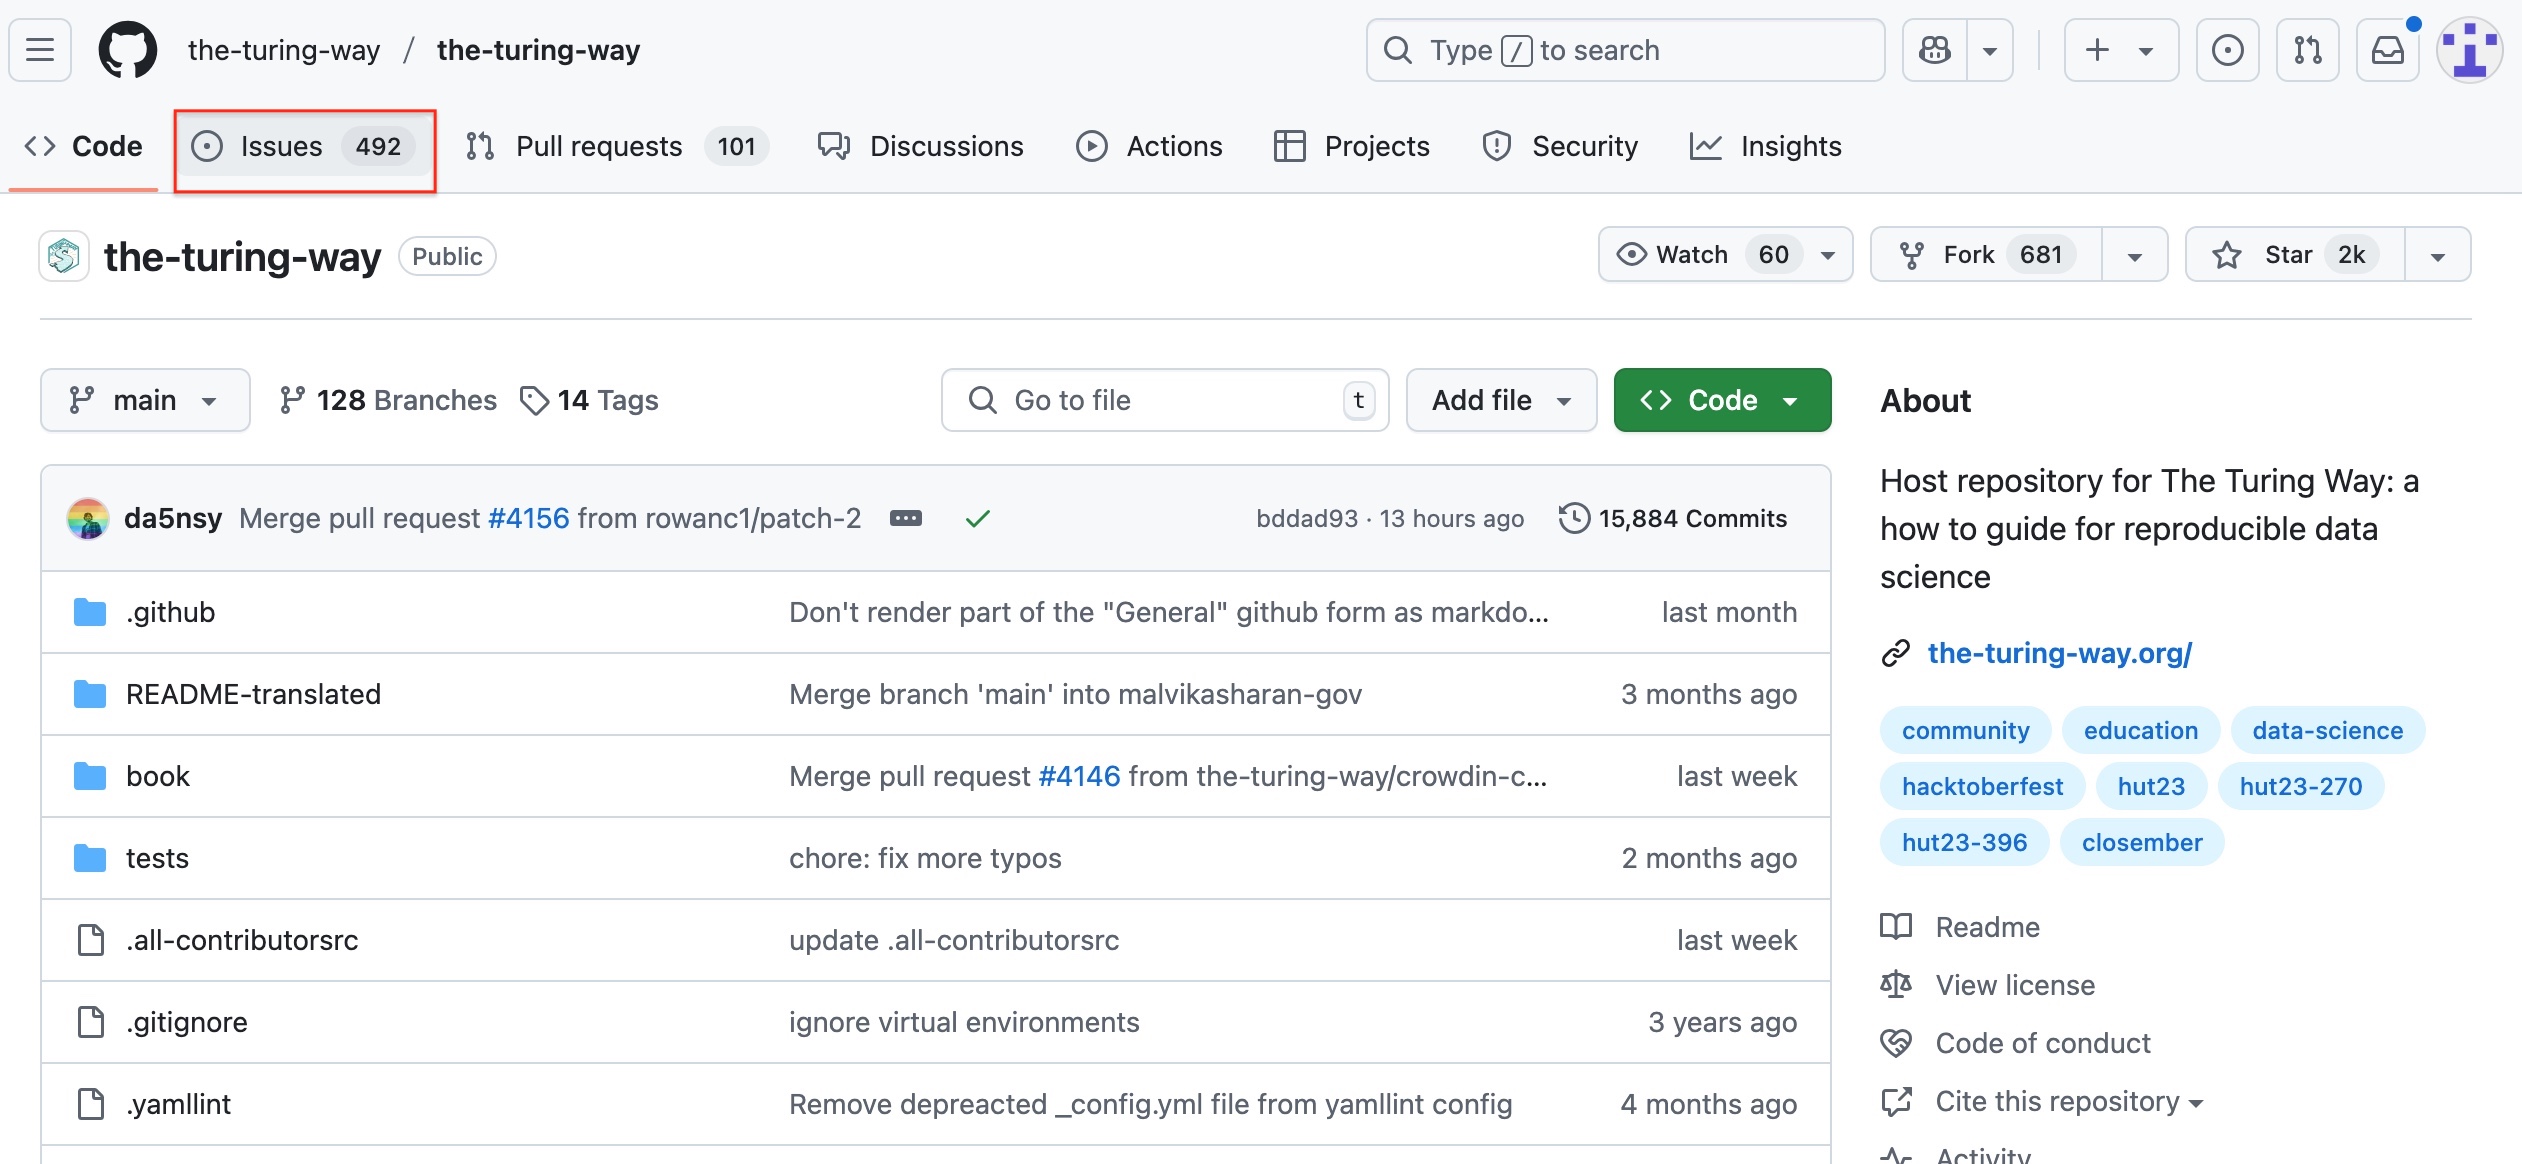 the-turing-way / the-turing-way Type / to search
Code Issues 492 Pull requests 101 Discussions Actions Projects Security Insights
the-turing-way Public Watch 60 Fork 681 Star 2k
main 128 Branches 14 Tags Go to file t Add file Code
da5nsy Merge pull request #4156 from rowanc1/patch-2 bddad93 · 13 hours ago 15,884 Commits
.github Don't render part of the "General" github form as markdo... last month
README-translated Merge branch 'main' into malvikasharan-gov 3 months ago
book Merge pull request #4146 from the-turing-way/crowdin-c... last week
tests chore: fix more typos 2 months ago
.all-contributorsrc update .all-contributorsrc last week
.gitignore ignore virtual environments 3 years ago
.yamllint Remove depreacted _config.yml file from yamllint config 4 months ago
About
Host repository for The Turing Way: a
how to guide for reproducible data
science
the-turing-way.org/
community education data-science
hacktoberfest hut23 hut23-270
hut23-396 closember
Readme
View license
Code of conduct
Cite this repository
Activity